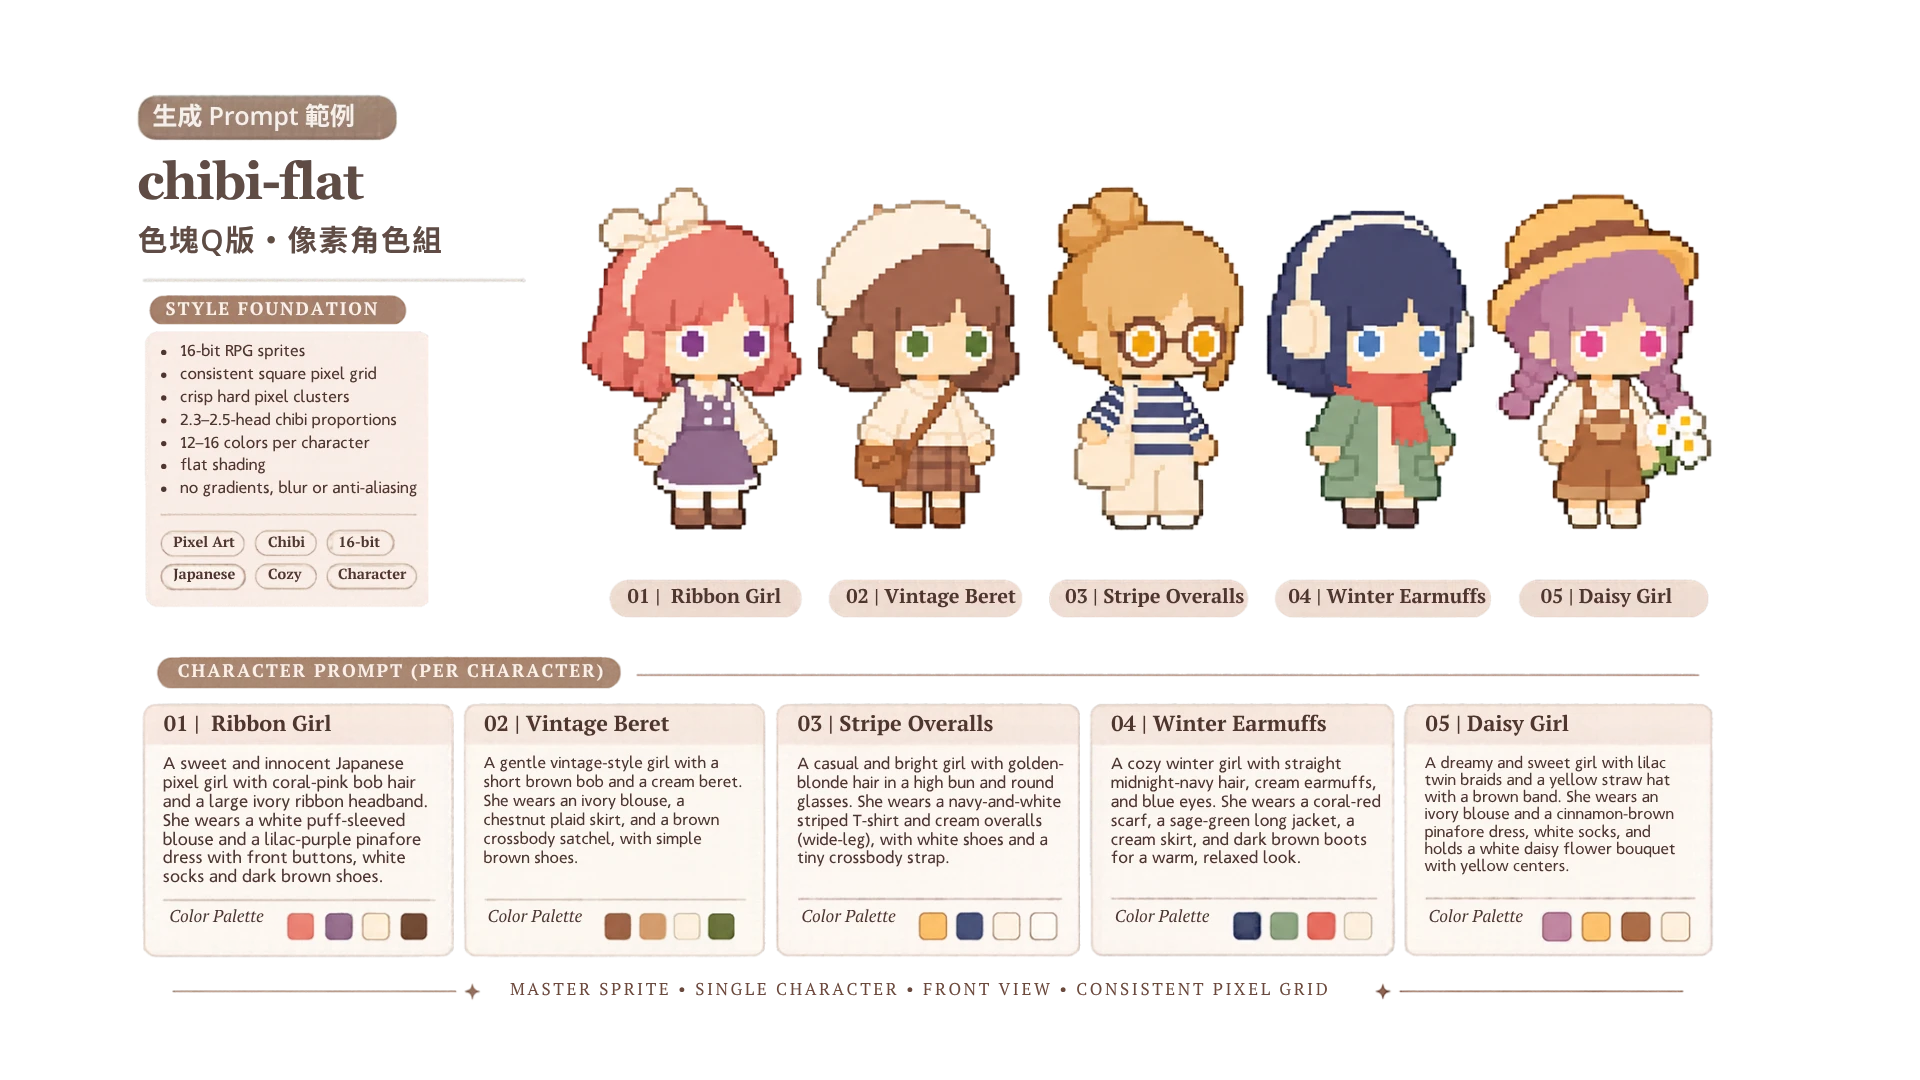 生成 Prompt 範例
chibi-flat
色塊Q版・像素角色組
STYLE FOUNDATION
• 16-bit RPG sprites
• consistent square pixel grid
• crisp hard pixel clusters
• 2.3–2.5-head chibi proportions
• 12–16 colors per character
• flat shading
• no gradients, blur or anti-aliasing
Pixel Art Chibi 16-bit
Japanese Cozy Character
01 | Ribbon Girl
02 | Vintage Beret
03 | Stripe Overalls
04 | Winter Earmuffs
05 | Daisy Girl
CHARACTER PROMPT (PER CHARACTER)
01 | Ribbon Girl
A sweet and innocent Japanese
pixel girl with coral-pink bob hair
and a large ivory ribbon headband.
She wears a white puff-sleeved
blouse and a lilac-purple pinafore
dress with front buttons, white
socks and dark brown shoes.
Color Palette
02 | Vintage Beret
A gentle vintage-style girl with a
short brown bob and a cream beret.
She wears an ivory blouse, a
chestnut plaid skirt, and a brown
crossbody satchel, with simple
brown shoes.
Color Palette
03 | Stripe Overalls
A casual and bright girl with golden-
blonde hair in a high bun and round
glasses. She wears a navy-and-white
striped T-shirt and cream overalls
(wide-leg), with white shoes and a
tiny crossbody strap.
Color Palette
04 | Winter Earmuffs
A cozy winter girl with straight
midnight-navy hair, cream earmuffs,
and blue eyes. She wears a coral-red
scarf, a sage-green long jacket, a
cream skirt, and dark brown boots
for a warm, relaxed look.
Color Palette
05 | Daisy Girl
A dreamy and sweet girl with lilac
twin braids and a yellow straw hat
with a brown band. She wears an
ivory blouse and a cinnamon-brown
pinafore dress, white socks, and
holds a white daisy flower bouquet
with yellow centers.
Color Palette
MASTER SPRITE • SINGLE CHARACTER • FRONT VIEW • CONSISTENT PIXEL GRID